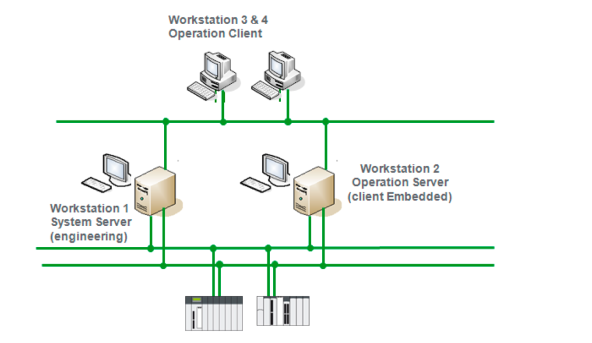 Workstation 3 & 4
Operation Client
Workstation 2
Operation Server
(client Embedded)
Workstation 1
System Server
(engineering)